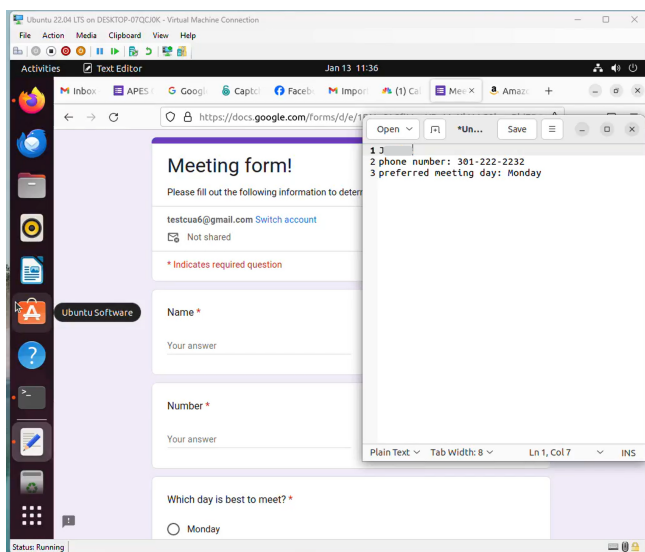 Ubuntu 22.04 LTS on DESKTOP-07QCJ0K - Virtual Machine Connection
File Action Media Clipboard View Help
Activities Text Editor Jan 13 11:36
Inbox APES Googl Captc Faceb Impor (1) Cal Mee Amaz
https://docs.google.com/forms/d/e/
Open *Un... Save
1 J
2 phone number: 301-222-2232
3 preferred meeting day: Monday
Plain Text Tab Width: 8 Ln 1, Col 7 INS
Meeting form!
Please fill out the following information to deter
testcua6@gmail.com Switch account
Not shared
* Indicates required question
Ubuntu Software
Name *
Your answer
Number *
Your answer
Which day is best to meet? *
Monday
Status: Running